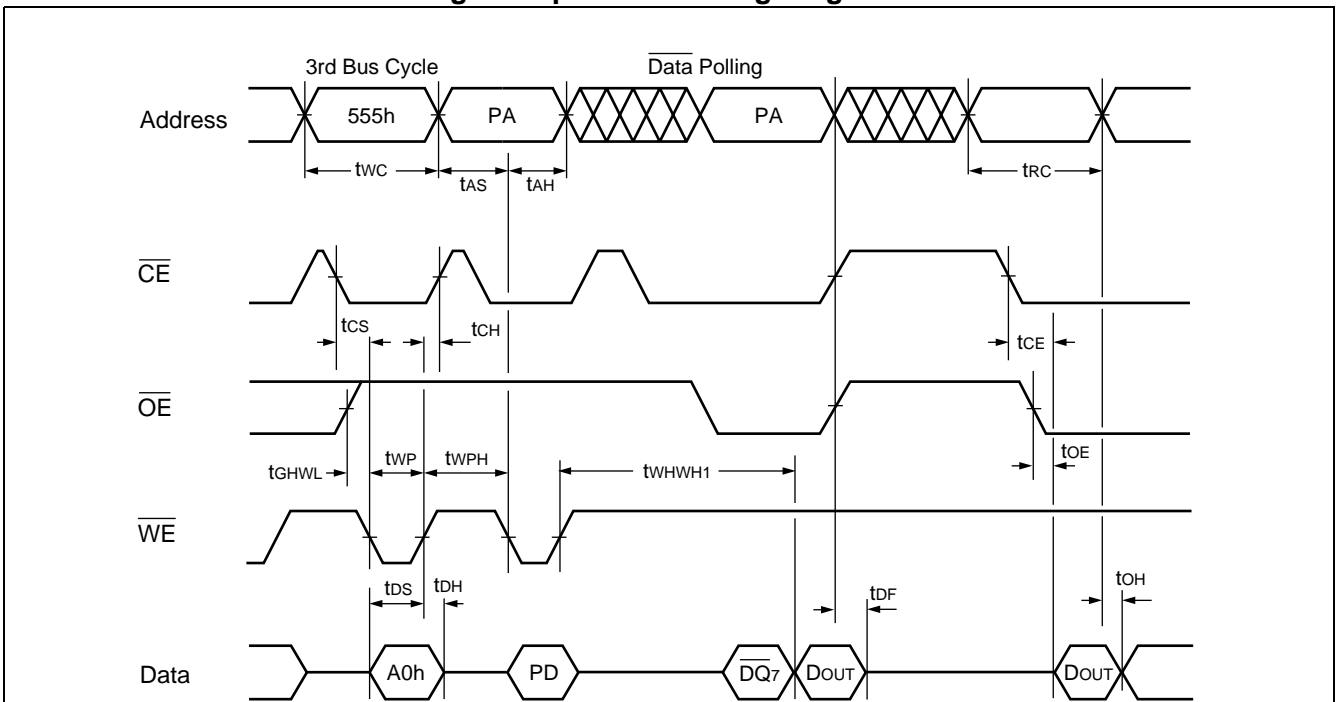 3rd Bus Cycle Data Polling
Address 555h PA PA
tWC tAS tAH tRC
CE
tCS tCH tCE
OE
tGHWL tWP tWPH tWHWH1 tOE
WE
tDS tDH tDF tOH
Data A0h PD DQ7 DOUT DOUT